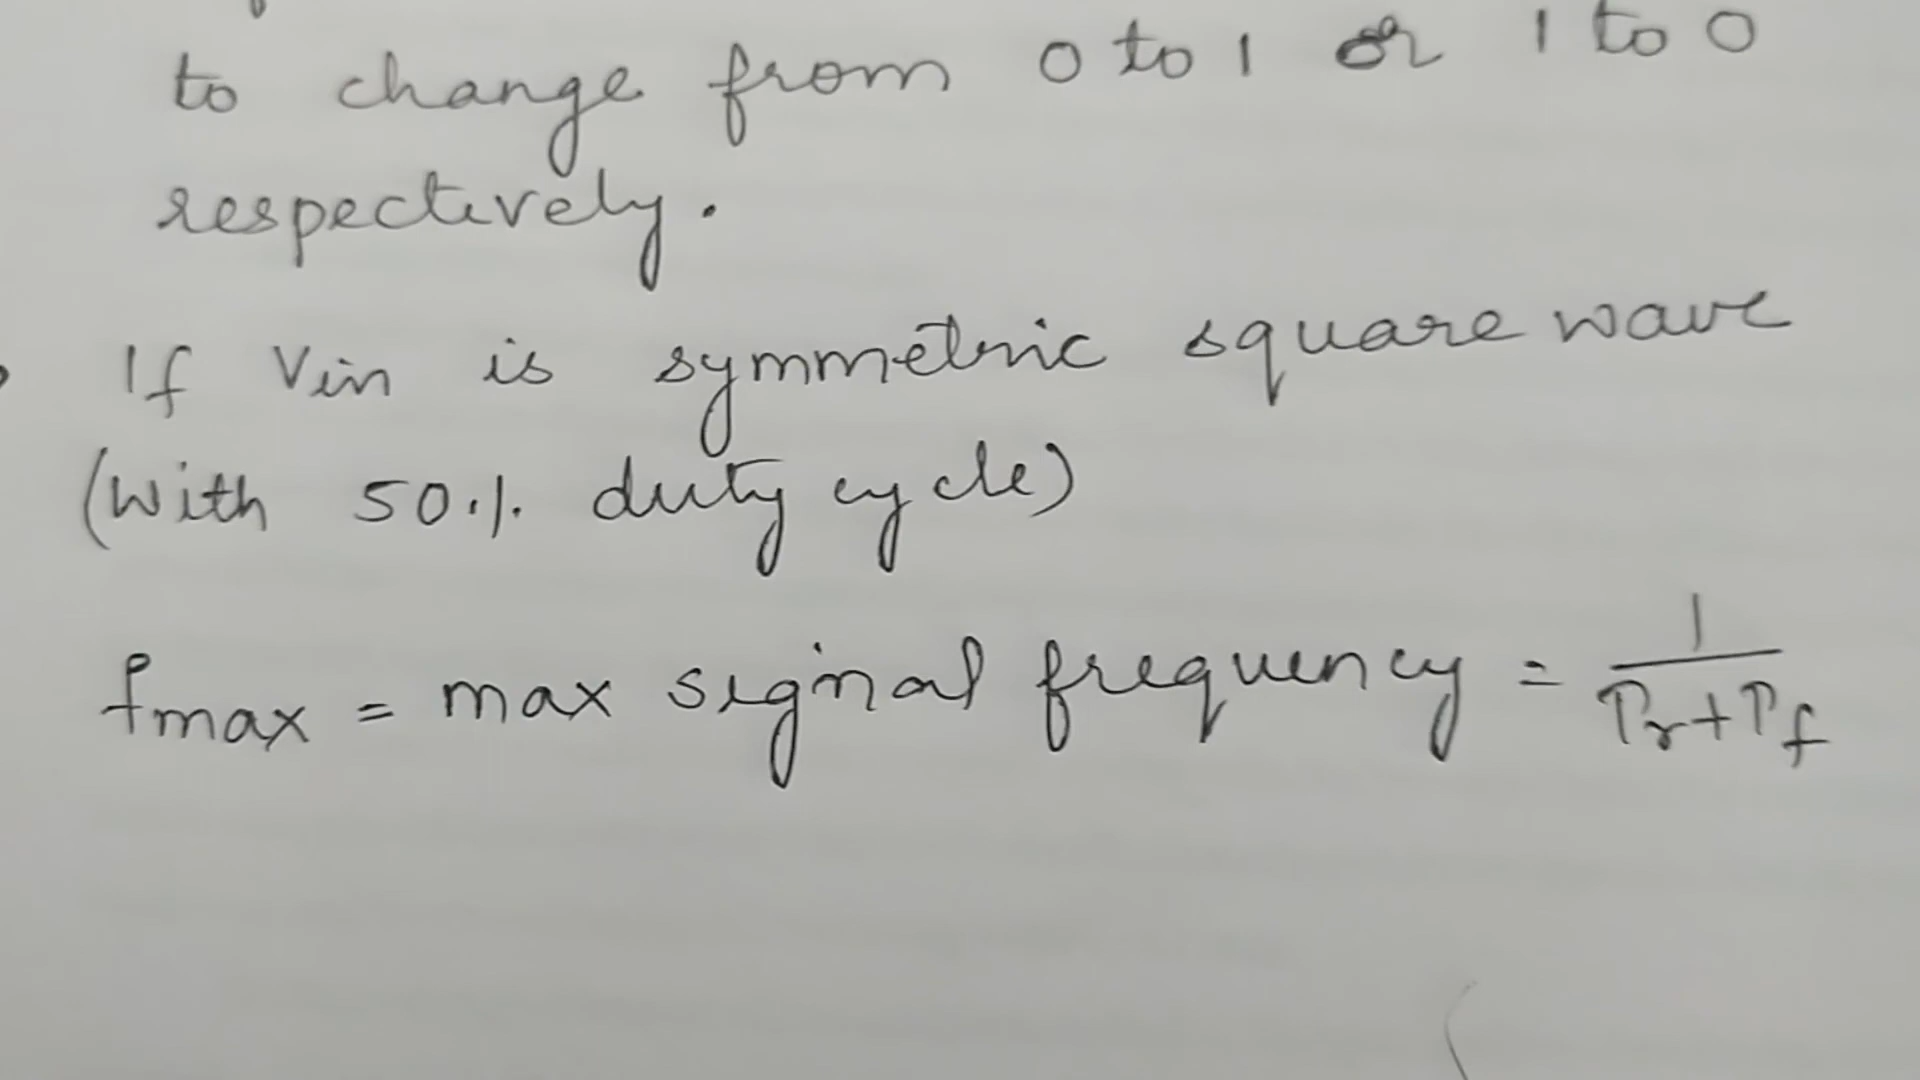 to change from 0 to 1 or 1 to 0
respectively.
If Vin is symmetric square wave
(with 50% duty cycle)
fmax = max signal frequency = 1/(Tr+Tf)